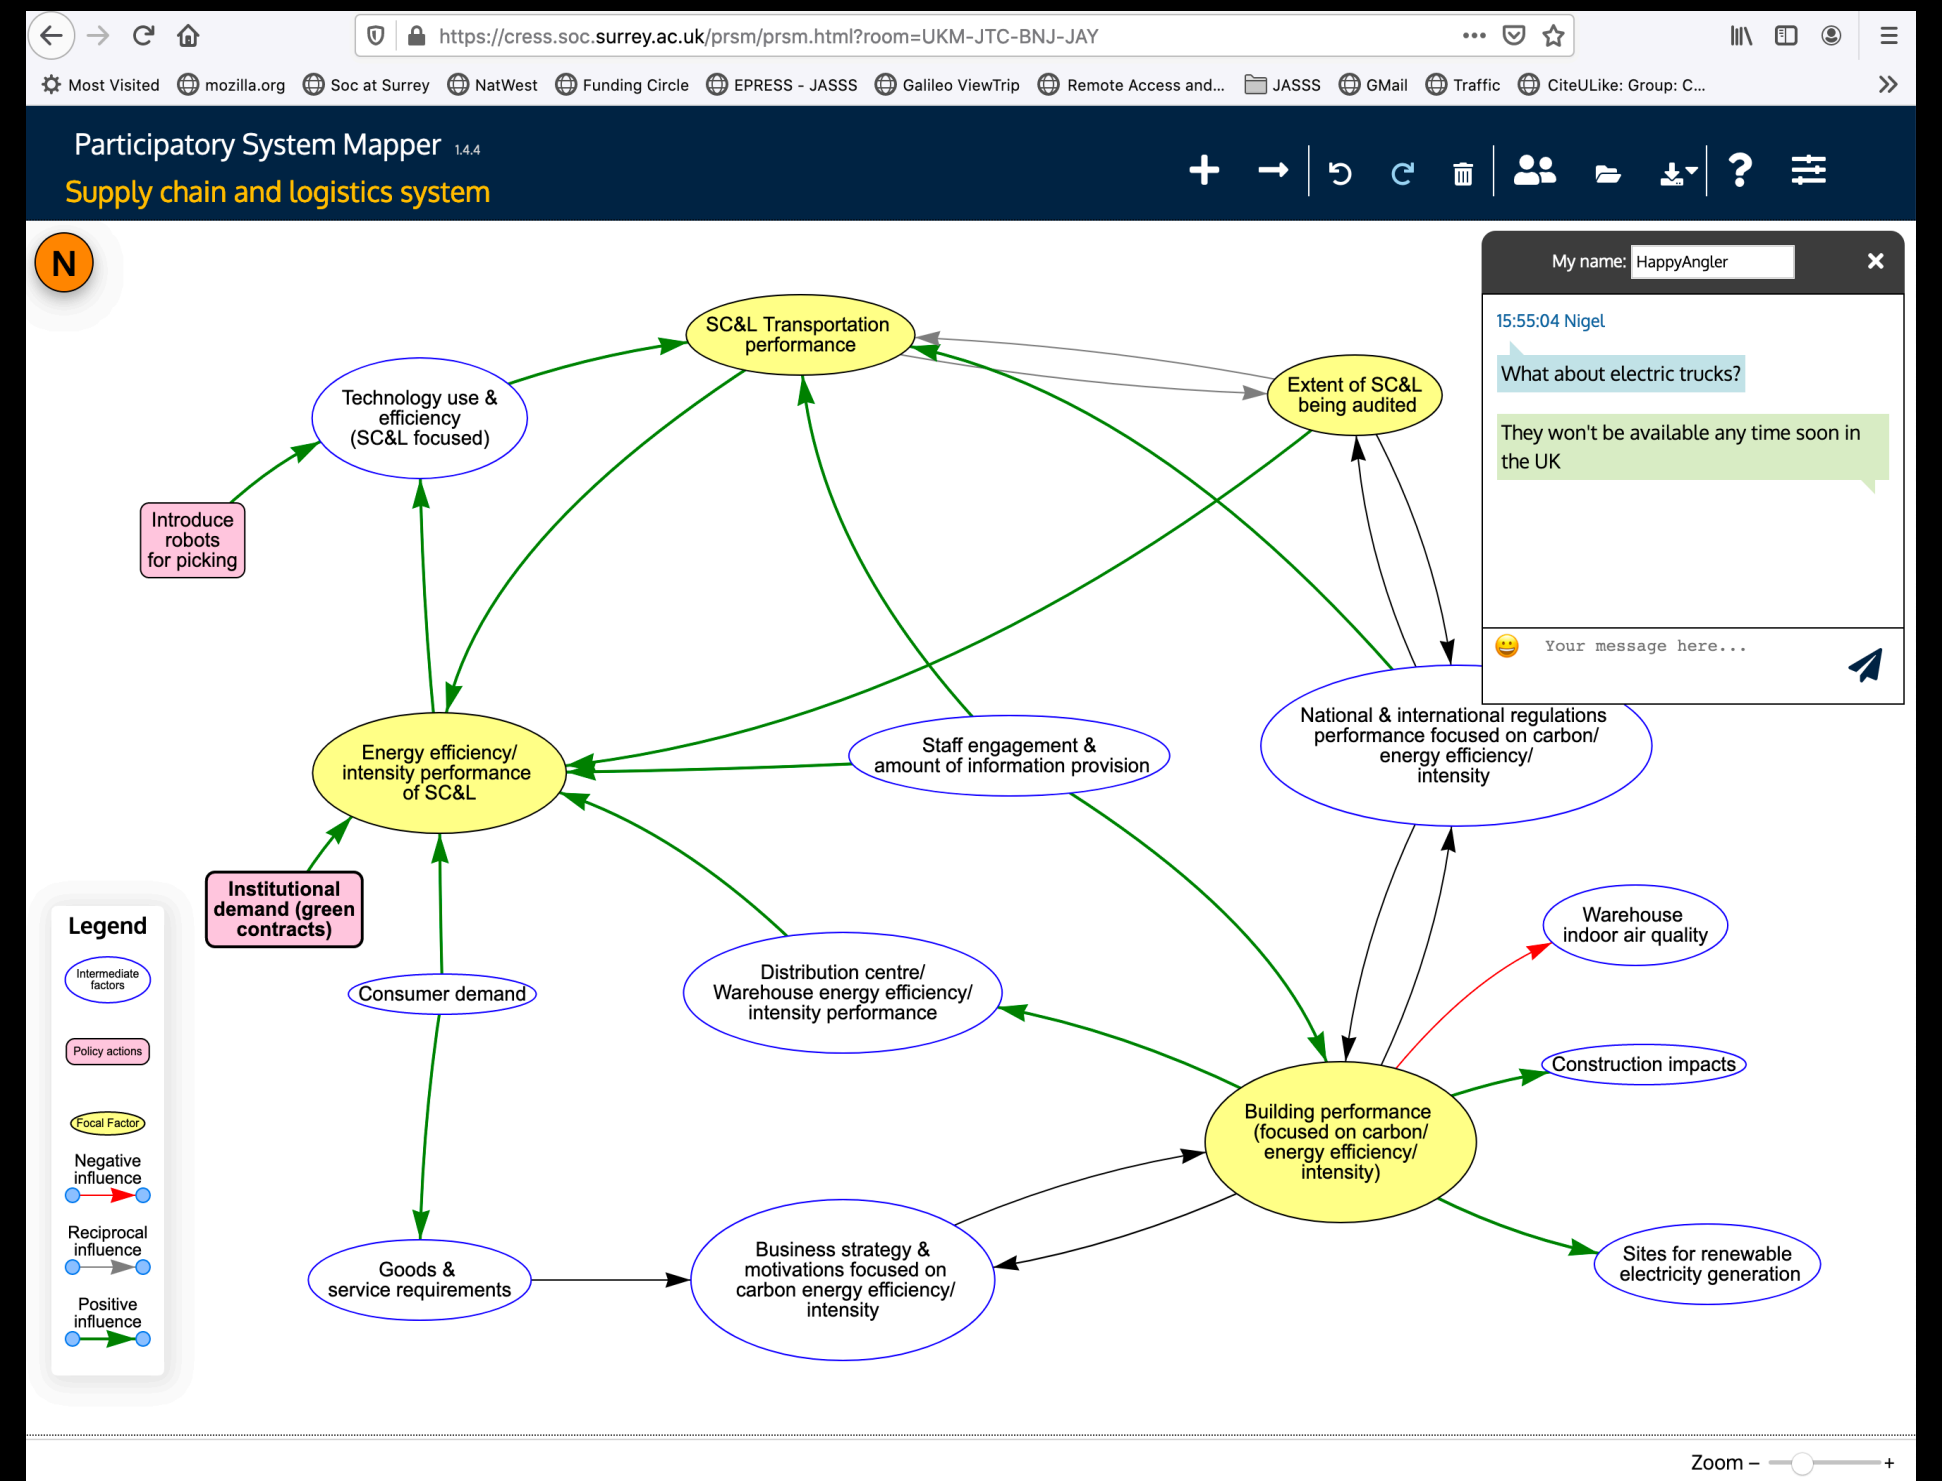 https://cress.soc.surrey.ac.uk/prsm/prsm.html?room=UKM-JTC-BNJ-JAY
Most Visited
mozilla.org
Soc at Surrey
NatWest
Funding Circle
EPRESS - JASSS
Galileo ViewTrip
Remote Access and...
JASSS
GMail
Traffic
CiteULike: Group: C...
Participatory System Mapper 1.4.4
Supply chain and logistics system
N
My name: HappyAngler
15:55:04 Nigel
What about electric trucks?
They won't be available any time soon in
the UK
Your message here...
SC&L Transportation
performance
Extent of SC&L
being audited
Technology use &
efficiency
(SC&L focused)
Introduce
robots
for picking
National & international regulations
performance focused on carbon/
energy efficiency/
intensity
Staff engagement &
amount of information provision
Energy efficiency/
intensity performance
of SC&L
Institutional
demand (green
contracts)
Consumer demand
Distribution centre/
Warehouse energy efficiency/
intensity performance
Warehouse
indoor air quality
Construction impacts
Building performance
(focused on carbon/
energy efficiency/
intensity)
Sites for renewable
electricity generation
Business strategy &
motivations focused on
carbon energy efficiency/
intensity
Goods &
service requirements
Legend
Intermediate
factors
Policy actions
Focal Factor
Negative
influence
Reciprocal
influence
Positive
influence
Zoom – +